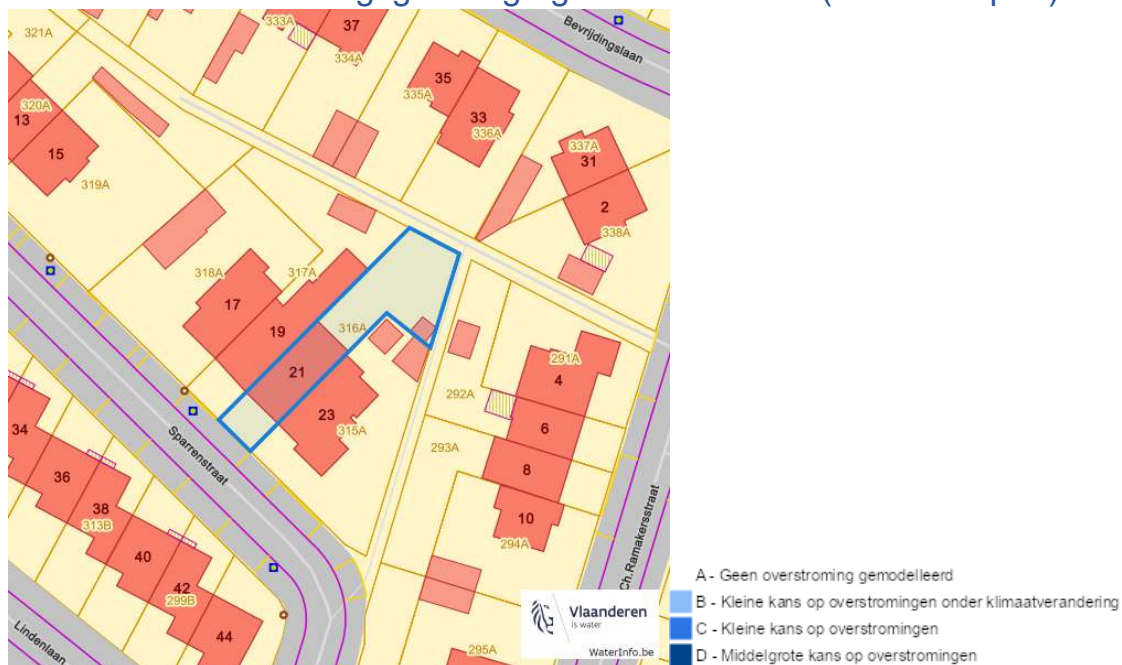 321A
333A
37
334A
Bevrijdingslaan
35
335A
33
336A
320A
13
15
319A
337A
31
2
338A
318A
317A
17
19
316A
21
23
315A
291A
4
292A
6
293A
8
10
294A
Sparrenstraat
34
36
38
313B
40
42
299B
44
Lindenlaan
Ch.Ramakersstraat
295A
Vlaanderen
is water
WaterInfo.be
A - Geen overstroming gemodelleerd
B - Kleine kans op overstromingen onder klimaatverandering
C - Kleine kans op overstromingen
D - Middelgrote kans op overstromingen